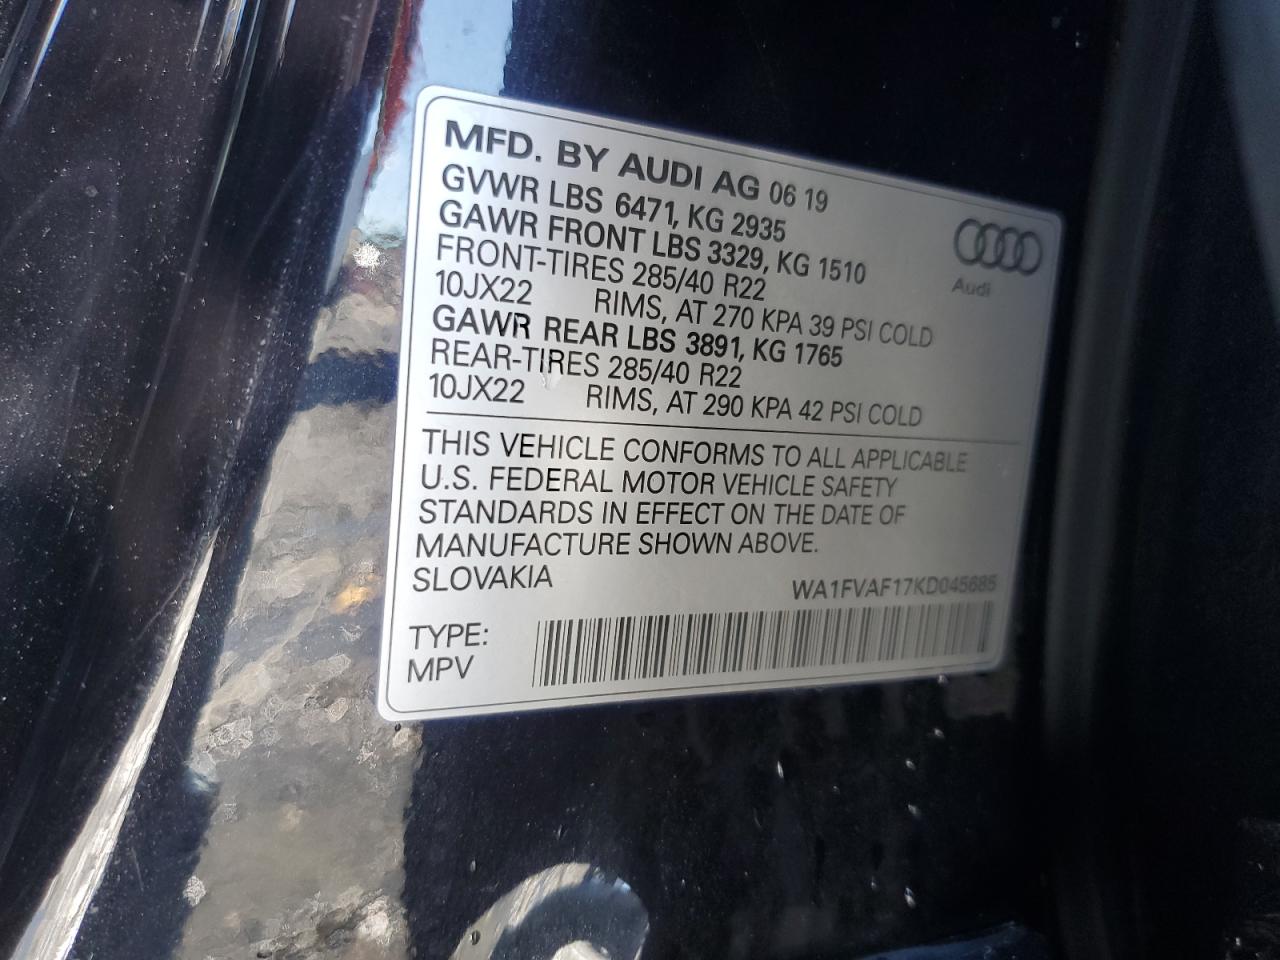 MFD. BY AUDI AG 06 19
GVWR LBS 6471, KG 2935
GAWR FRONT LBS 3329, KG 1510
FRONT-TIRES 285/40 R22
10JX22 RIMS, AT 270 KPA 39 PSI COLD
GAWR REAR LBS 3891, KG 1765
REAR-TIRES 285/40 R22
10JX22 RIMS, AT 290 KPA 42 PSI COLD
Audi
THIS VEHICLE CONFORMS TO ALL APPLICABLE
U.S. FEDERAL MOTOR VEHICLE SAFETY
STANDARDS IN EFFECT ON THE DATE OF
MANUFACTURE SHOWN ABOVE.
SLOVAKIA WA1FVAF17KD045685
TYPE:
MPV